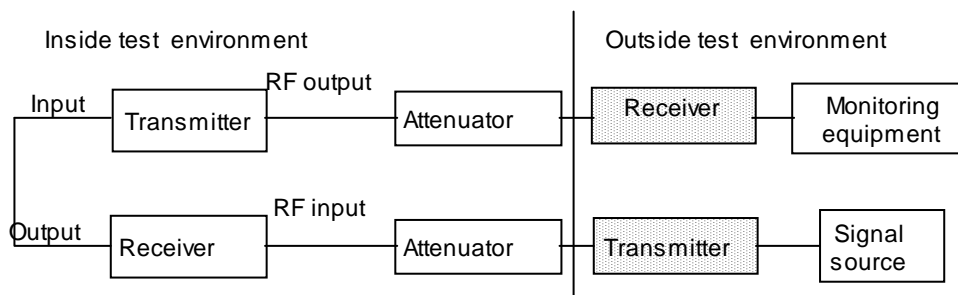 Inside test environment
Outside test environment
RF output
Input
Transmitter
Attenuator
Receiver
Monitoring
equipment
RF input
Output
Receiver
Attenuator
Transmitter
Signal
source